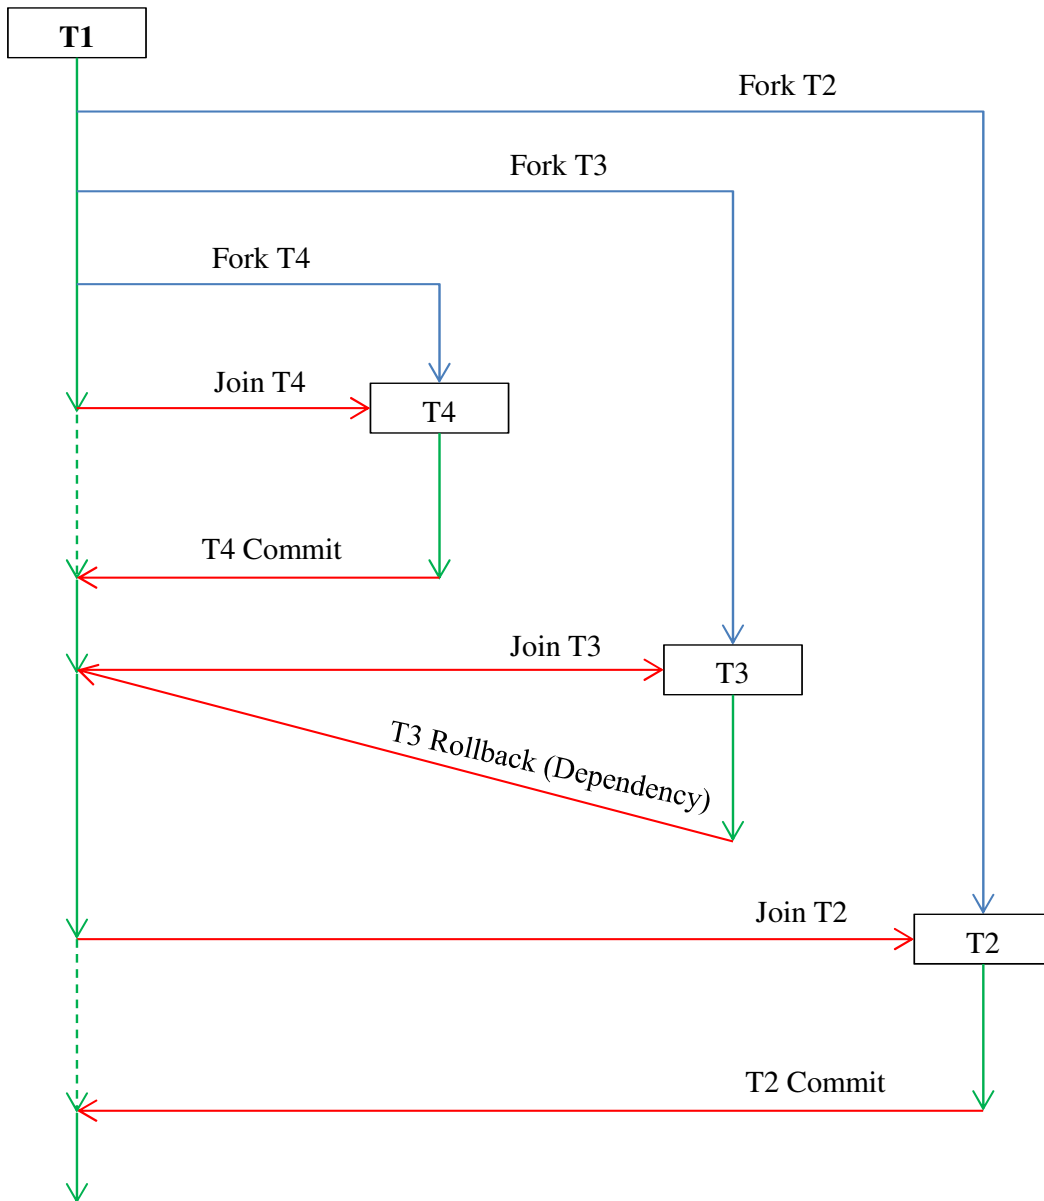 T1
Fork T2
Fork T3
Fork T4
Join T4
T4
T4 Commit
Join T3
T3
T3 Rollback (Dependency)
Join T2
T2
T2 Commit